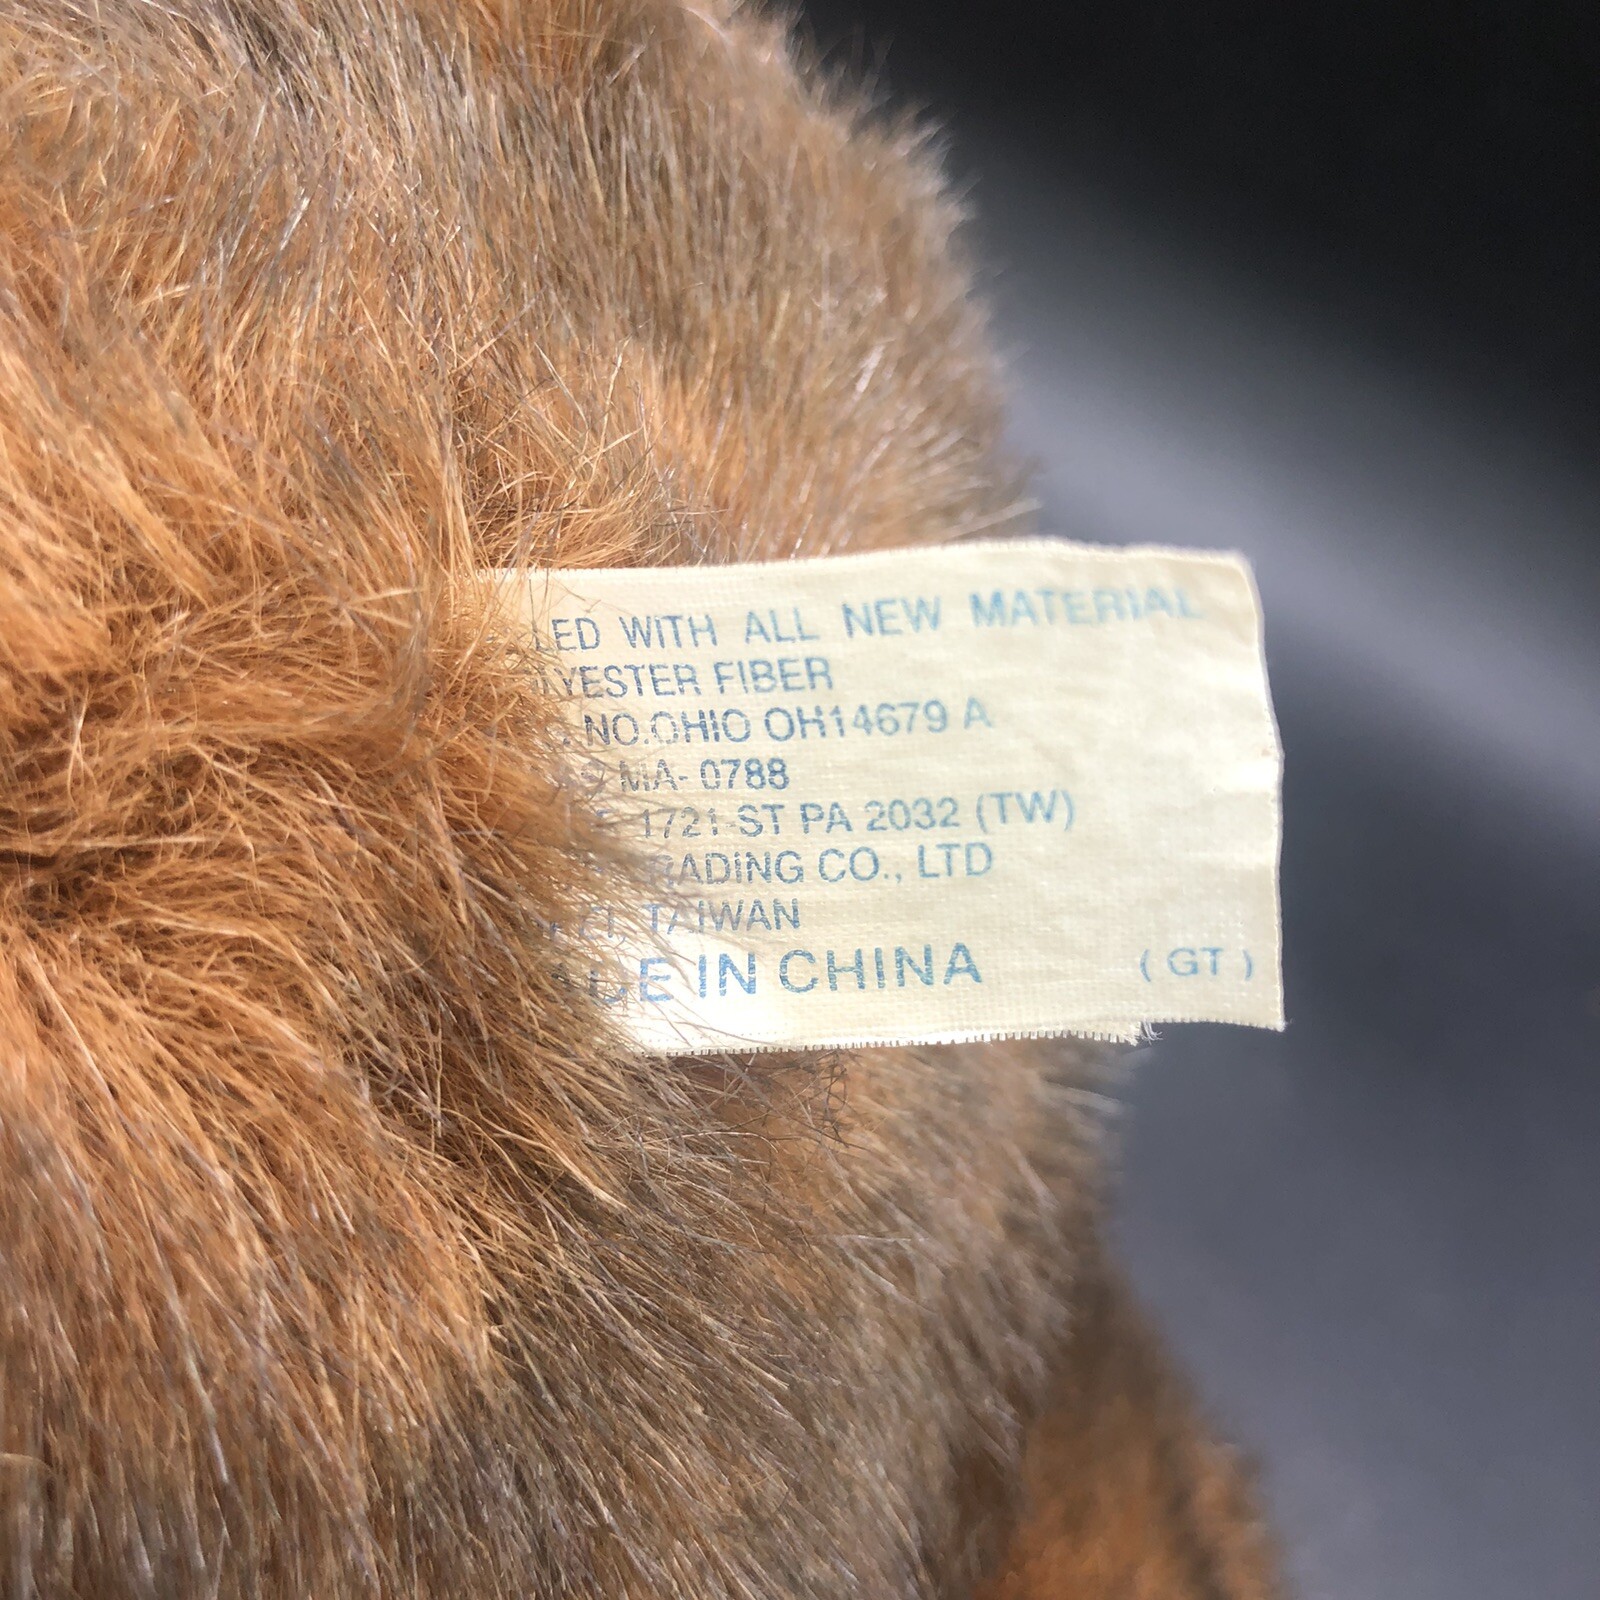 LED WITH ALL NEW MATERIAL
YESTER FIBER
NO.OHIO OH14679 A
MA- 0788
1721-ST PA 2032 (TW)
RADING CO., LTD
TAIWAN
ADE IN CHINA (GT)